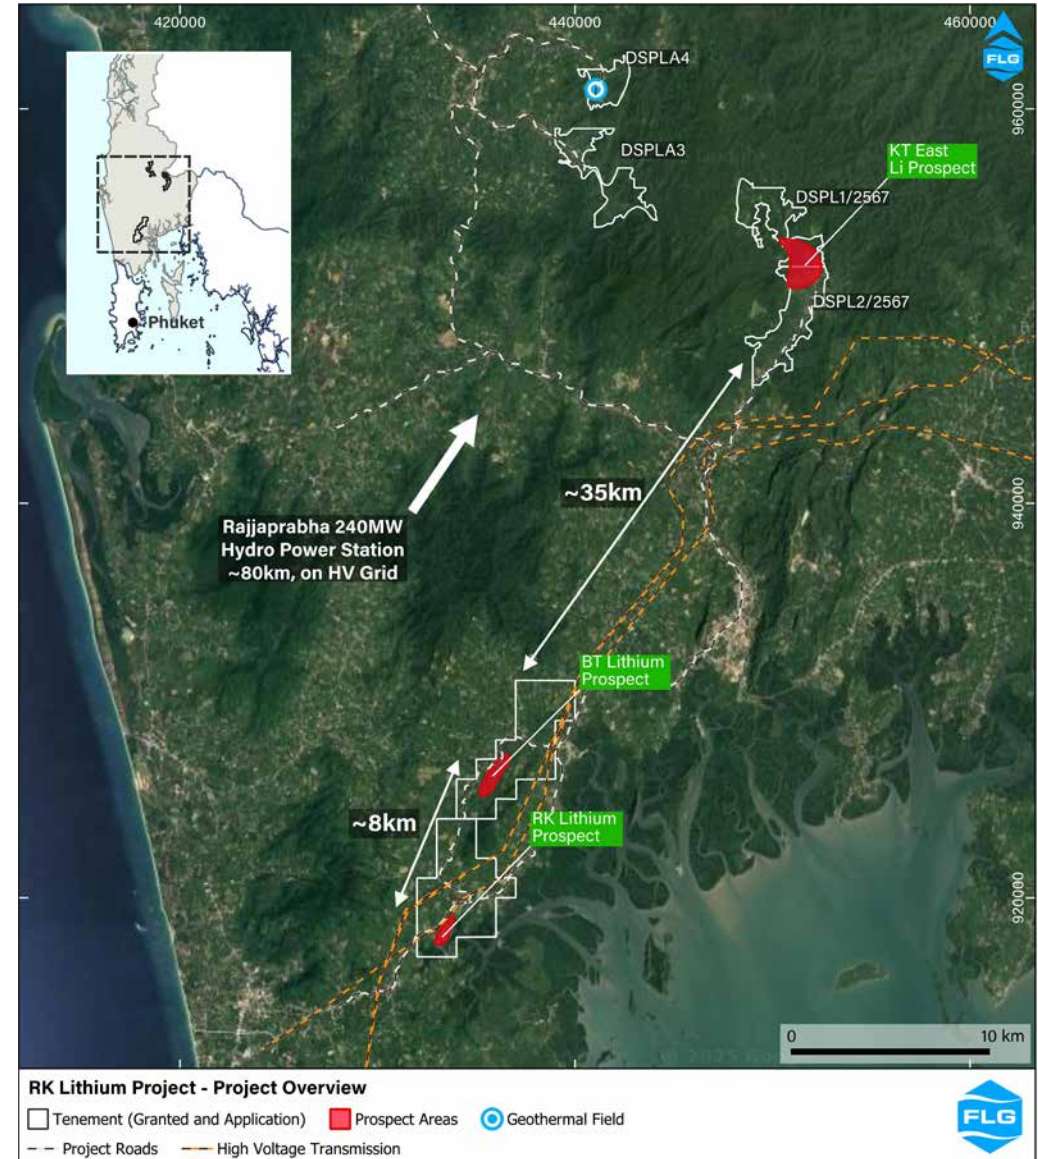 420000
440000
460000
FLG
DSPLA4
960000
DSPLA3
KT East
Li Prospect
DSPL1/2567
DSPL2/2567
Phuket
~35km
940000
Rajjaprabha 240MW
Hydro Power Station
~80km, on HV Grid
BT Lithium
Prospect
~8km
RK Lithium
Prospect
920000
0
10 km
RK Lithium Project - Project Overview
Tenement (Granted and Application)
Prospect Areas
Geothermal Field
Project Roads
High Voltage Transmission
FLG